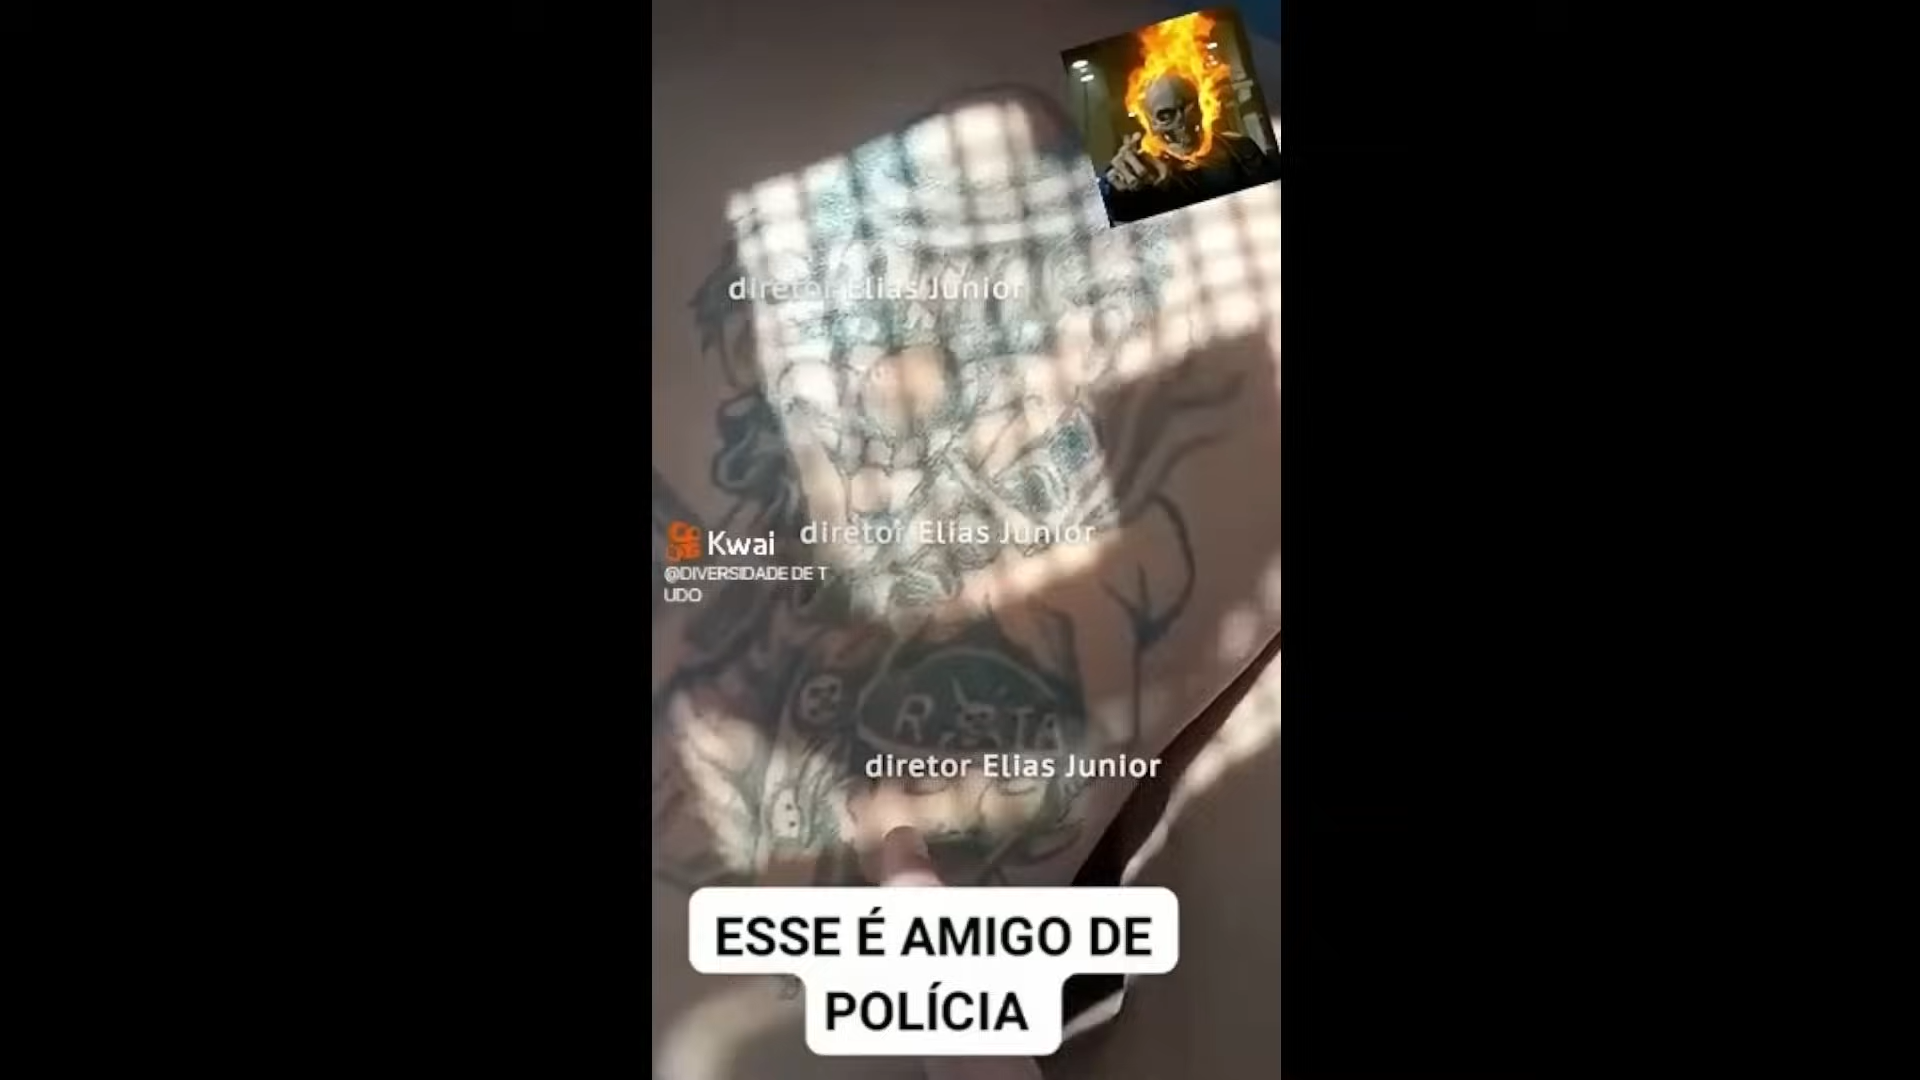 diretor Elias Junior
diretor Elias Junior
Kwai
@DIVERSIDADE DE T
UDO
diretor Elias Junior
ESSE É AMIGO DE
POLÍCIA